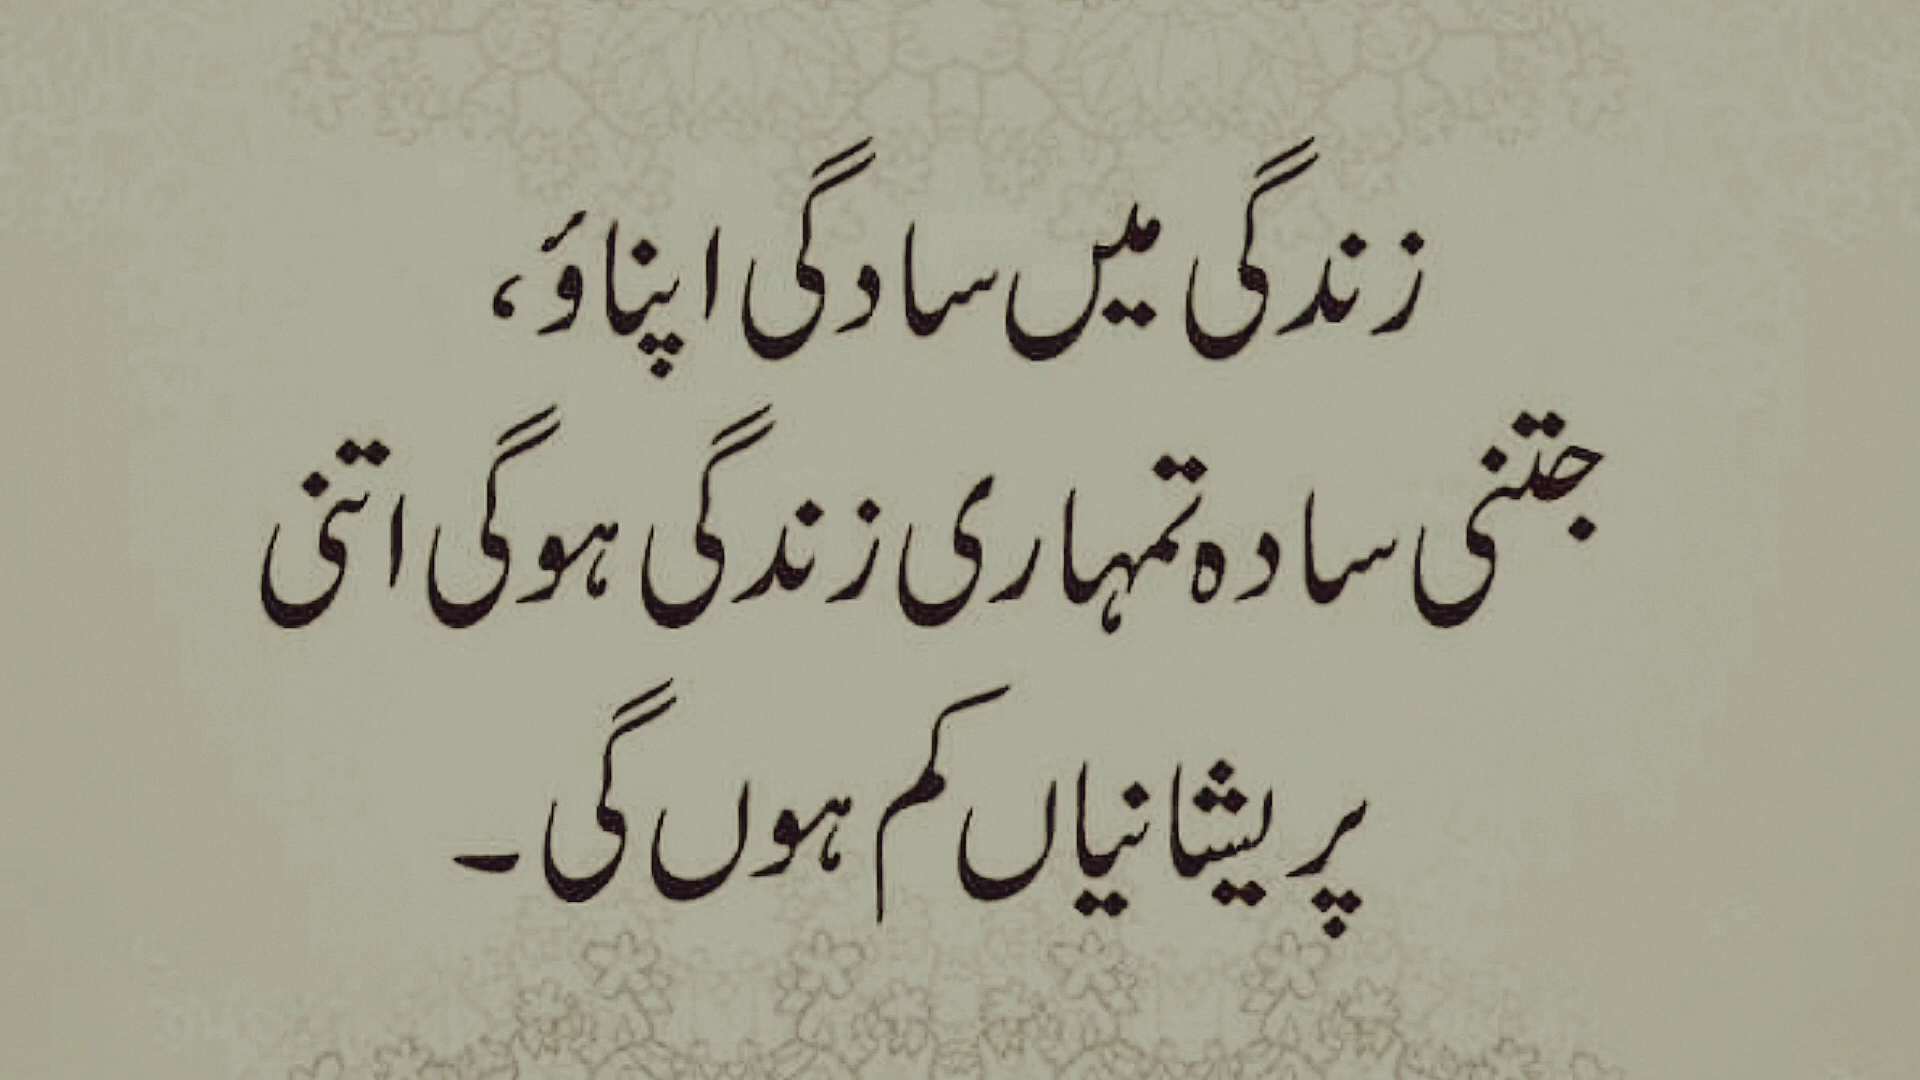 زندگی میں سادگی اپناؤ،
جتنی سادہ تمہاری زندگی ہوگی اتنی
پریشانیاں کم ہوں گی۔